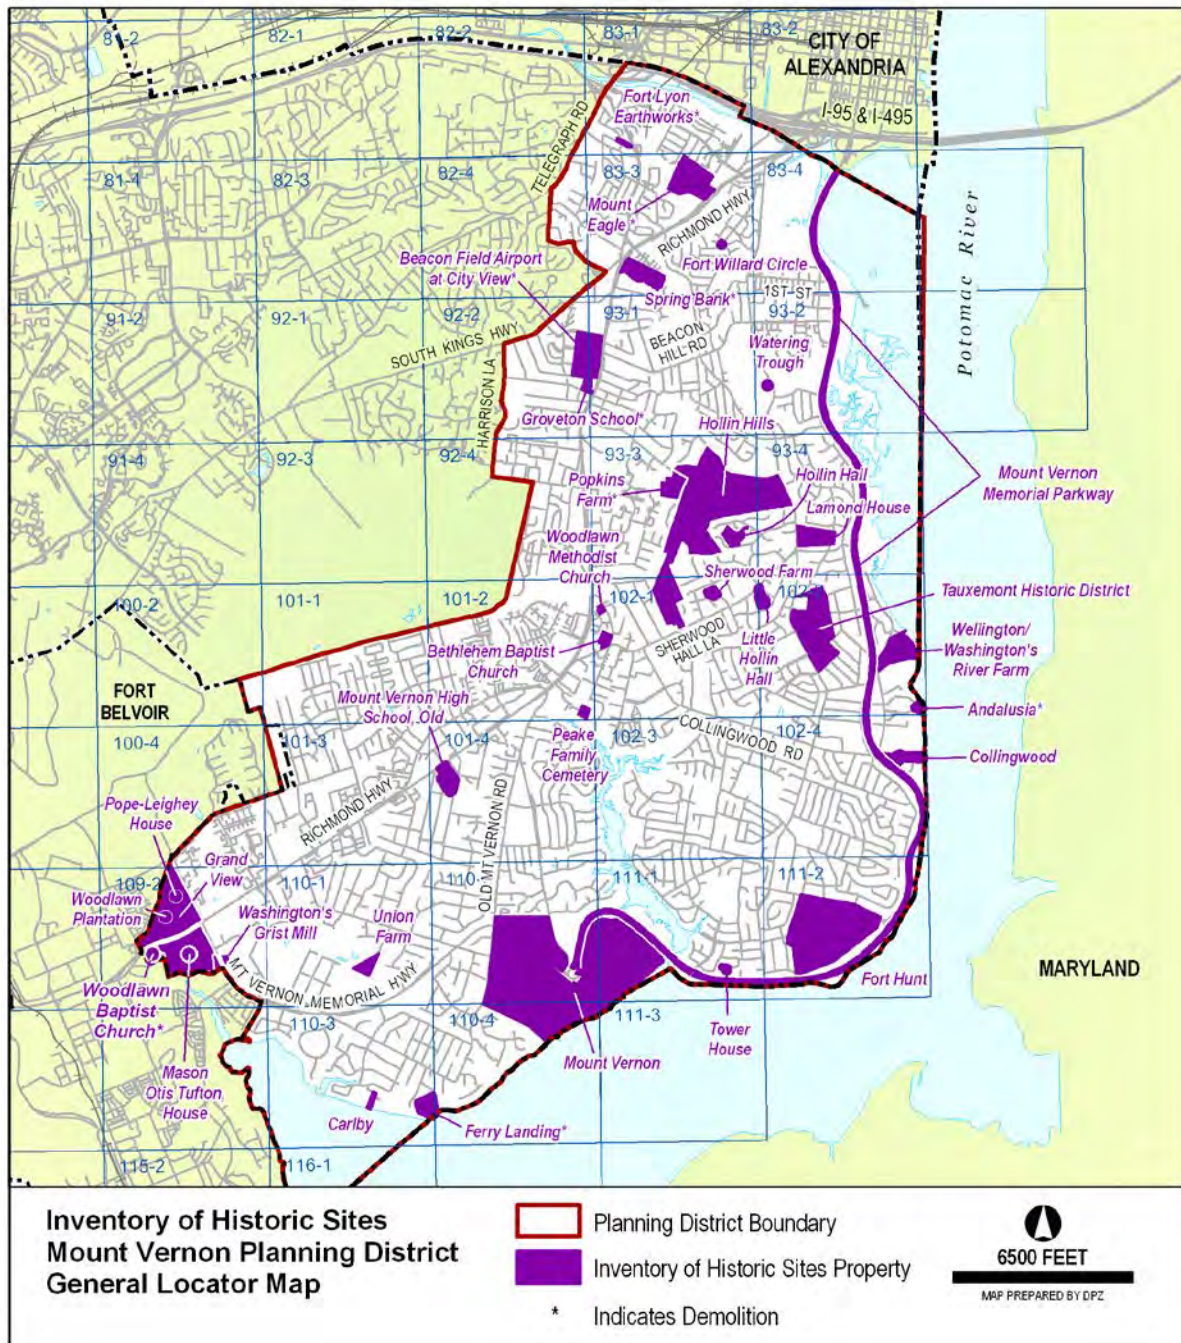 81-2
82-1
82-2
83-1
83-2
CITY OF
ALEXANDRIA
I-95 & I-495
Fort Lyon
Earthworks*
TELEGRAPH RD
81-4
82-3
82-4
83-3
83-4
Mount
Eagle*
RICHMOND HWY
Potomac River
Beacon Field Airport
at City View*
Fort Willard Circle
Spring Bank*
1ST-ST
91-2
92-1
92-2
93-1
93-2
SOUTH KINGS HWY
BEACON
HILL RD
Watering
Trough
HARRISON LA
Groveton School*
Hollin Hills
91-4
92-3
92-4
93-3
93-4
Popkins
Farm*
Hollin Hall
Lamond House
Mount Vernon
Memorial Parkway
Woodlawn
Methodist
Church
Sherwood Farm
100-2
101-1
101-2
102-1
Tauxemont Historic District
SHERWOOD
HALL LA
Little
Hollin
Hall
Wellington/
Washington's
River Farm
Bethlehem Baptist
Church
FORT
BELVOIR
Mount Vernon High
School, Old
Andalusia*
100-4
101-3
101-4
Peake
Family
Cemetery
102-3
COLLINGWOOD RD
102-4
Collingwood
Pope-Leighey
House
RICHMOND HWY
OLD MT VERNON RD
Grand
View
109-2
110-1
111-1
111-2
Woodlawn
Plantation
Washington's
Grist Mill
Union
Farm
MT VERNON MEMORIAL HWY
Woodlawn
Baptist
Church*
Fort Hunt
MARYLAND
110-3
110-4
111-3
Tower
House
Mount Vernon
Mason
Otis Tufton
House
Carlby
Ferry Landing*
115-2
116-1
Inventory of Historic Sites
Mount Vernon Planning District
General Locator Map
Planning District Boundary
Inventory of Historic Sites Property
* Indicates Demolition
6500 FEET
MAP PREPARED BY DPZ